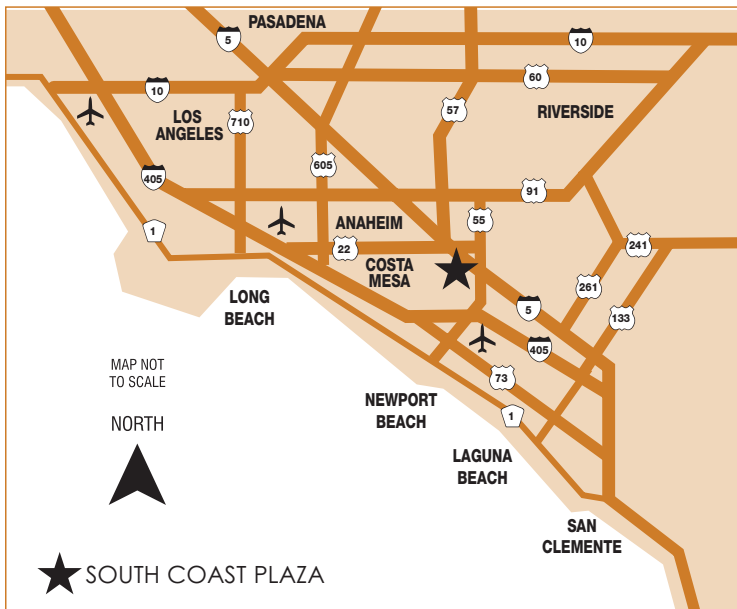 PASADENA
5
10
10
60
LOS
ANGELES
710
57
RIVERSIDE
605
405
91
1
ANAHEIM
55
22
241
COSTA
MESA
261
LONG
BEACH
5
133
405
MAP NOT
TO SCALE
73
NEWPORT
BEACH
1
NORTH
LAGUNA
BEACH
SAN
CLEMENTE
SOUTH COAST PLAZA